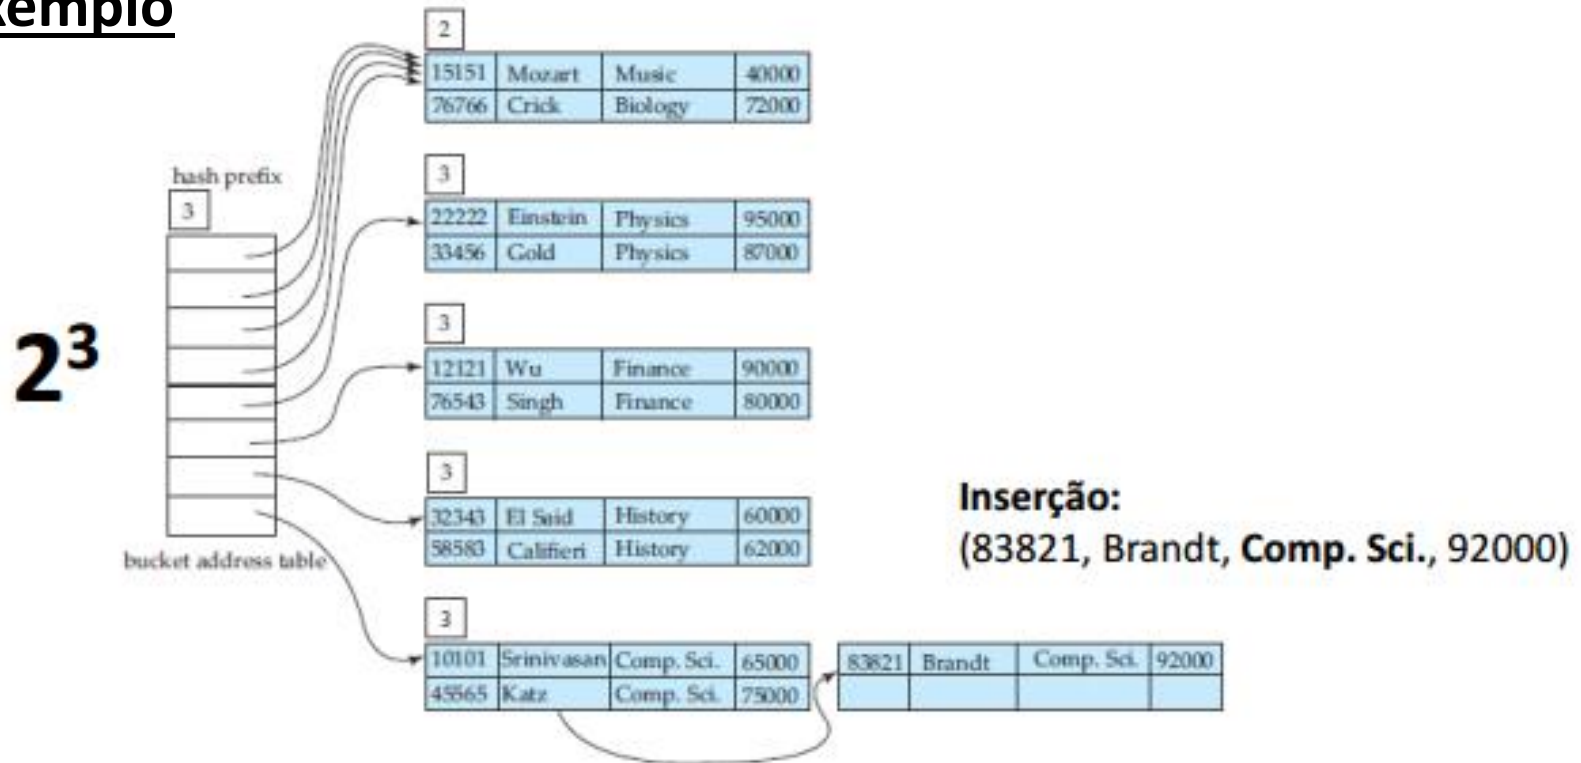 xemplo
2
15151 Mozart Music 40000
76766 Crick Biology 72000
hash prefix
3
3
22222 Einstein Physics 95000
33456 Gold Physics 87000
2³
3
12121 Wu Finance 90000
76543 Singh Finance 80000
3
32343 El Said History 60000
58583 Califieri History 62000
bucket address table
Inserção:
(83821, Brandt, Comp. Sci., 92000)
3
10101 Srinivasan Comp. Sci. 65000
45565 Katz Comp. Sci. 75000
83821 Brandt Comp. Sci. 92000